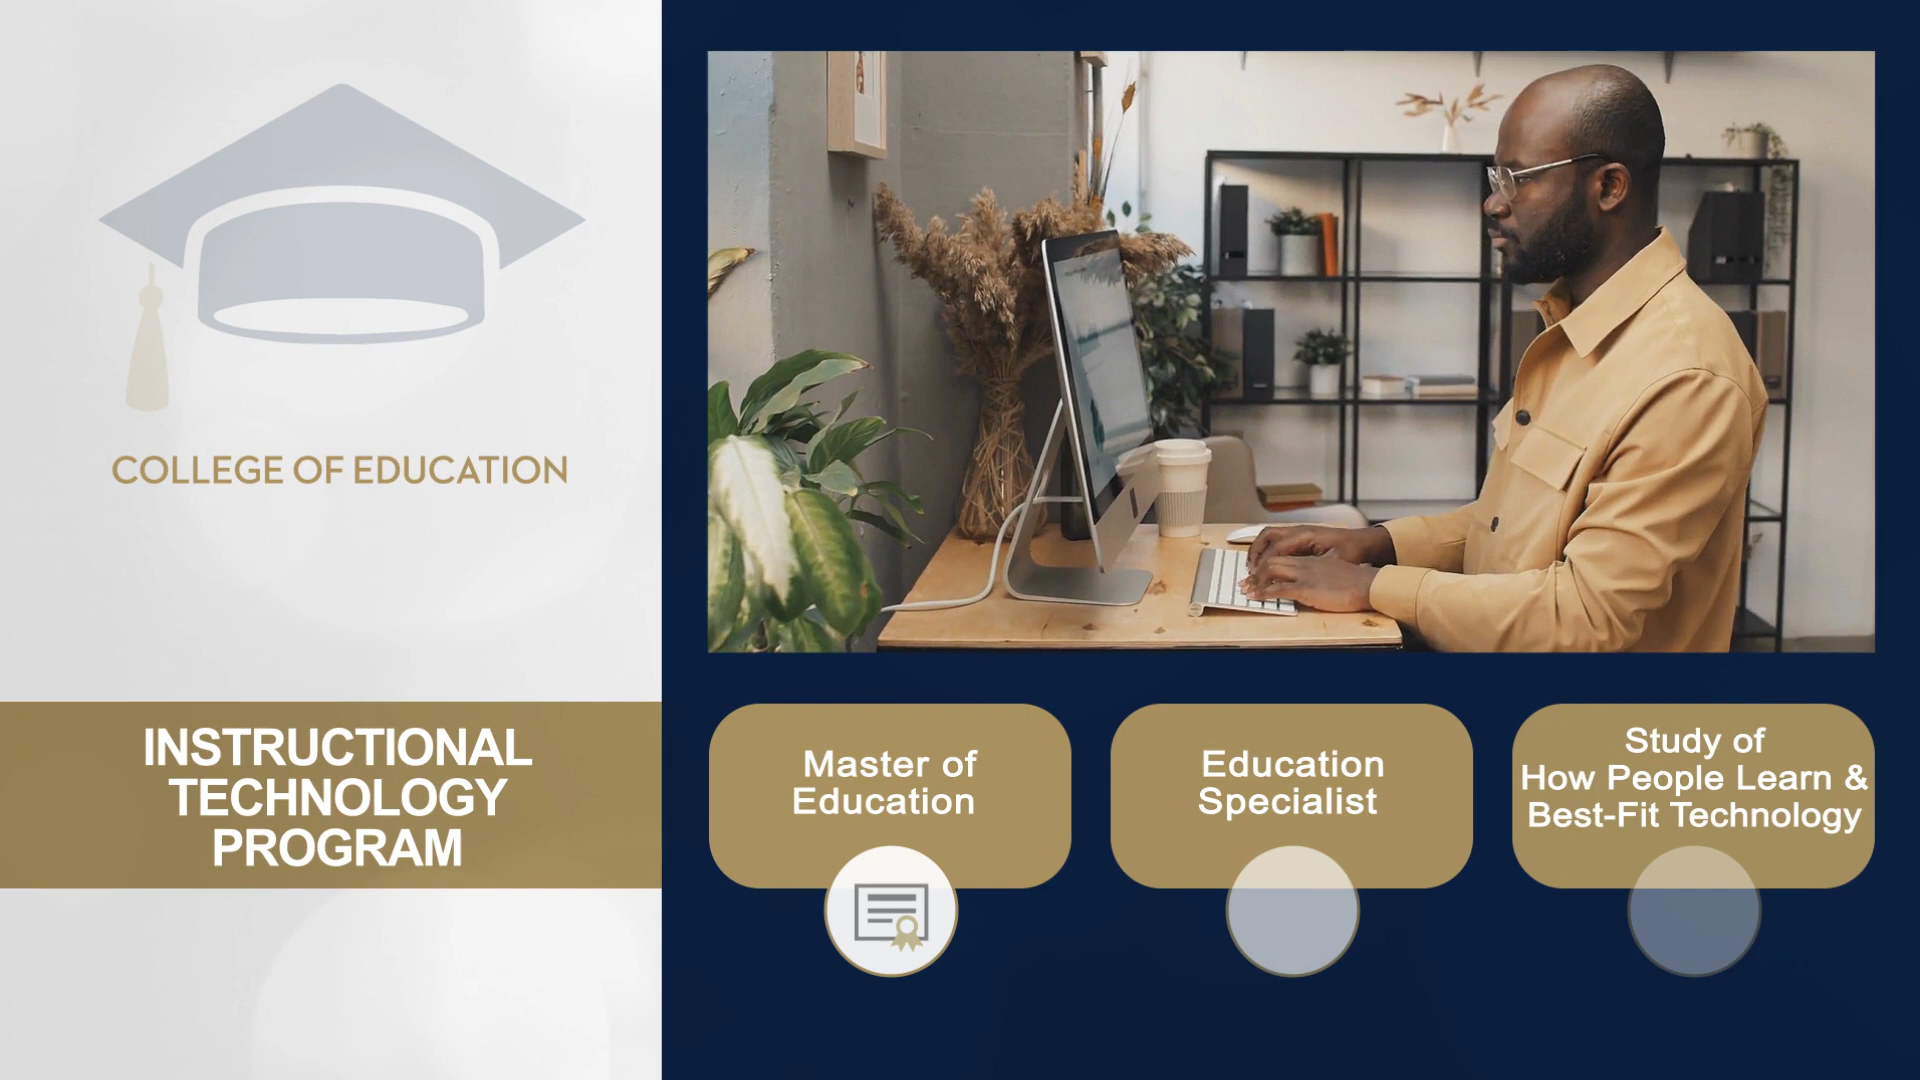 COLLEGE OF EDUCATION
INSTRUCTIONAL
TECHNOLOGY
PROGRAM
Master of
Education
Education
Specialist
Study of
How People Learn &
Best-Fit Technology